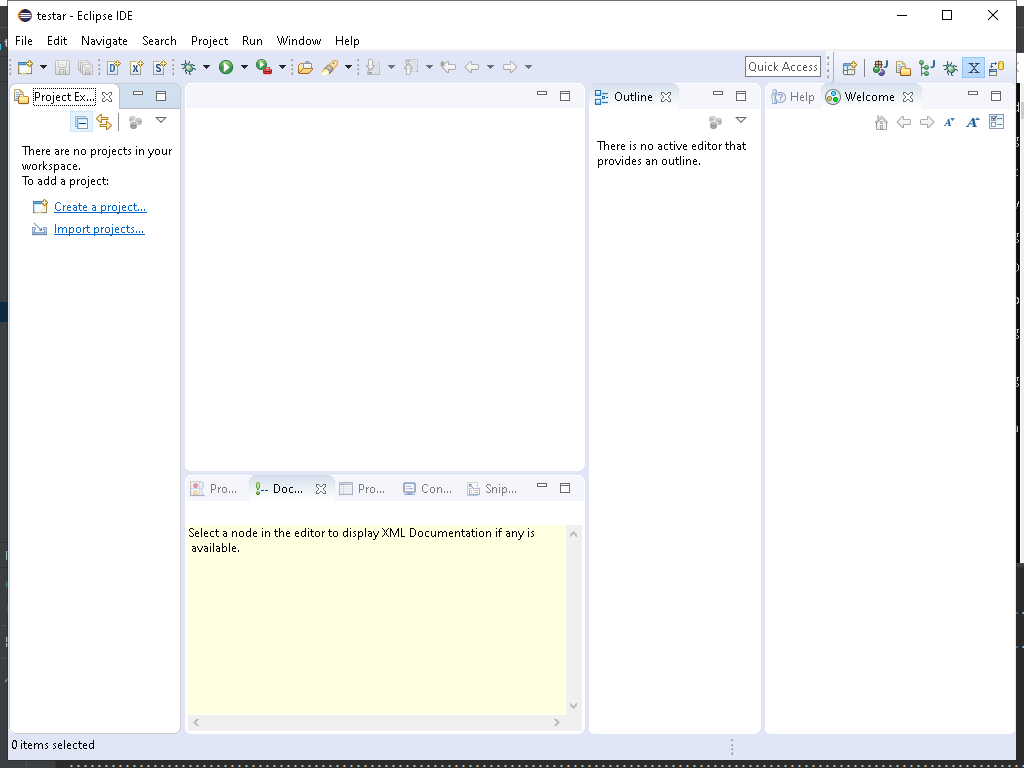 testar - Eclipse IDE
File Edit Navigate Search Project Run Window Help
Quick Access
Project Ex...
Outline
Help
Welcome
There are no projects in your
workspace.
To add a project:
Create a project...
Import projects...
There is no active editor that
provides an outline.
Pro...
Doc...
Pro...
Con...
Snip...
Select a node in the editor to display XML Documentation if any is
available.
0 items selected